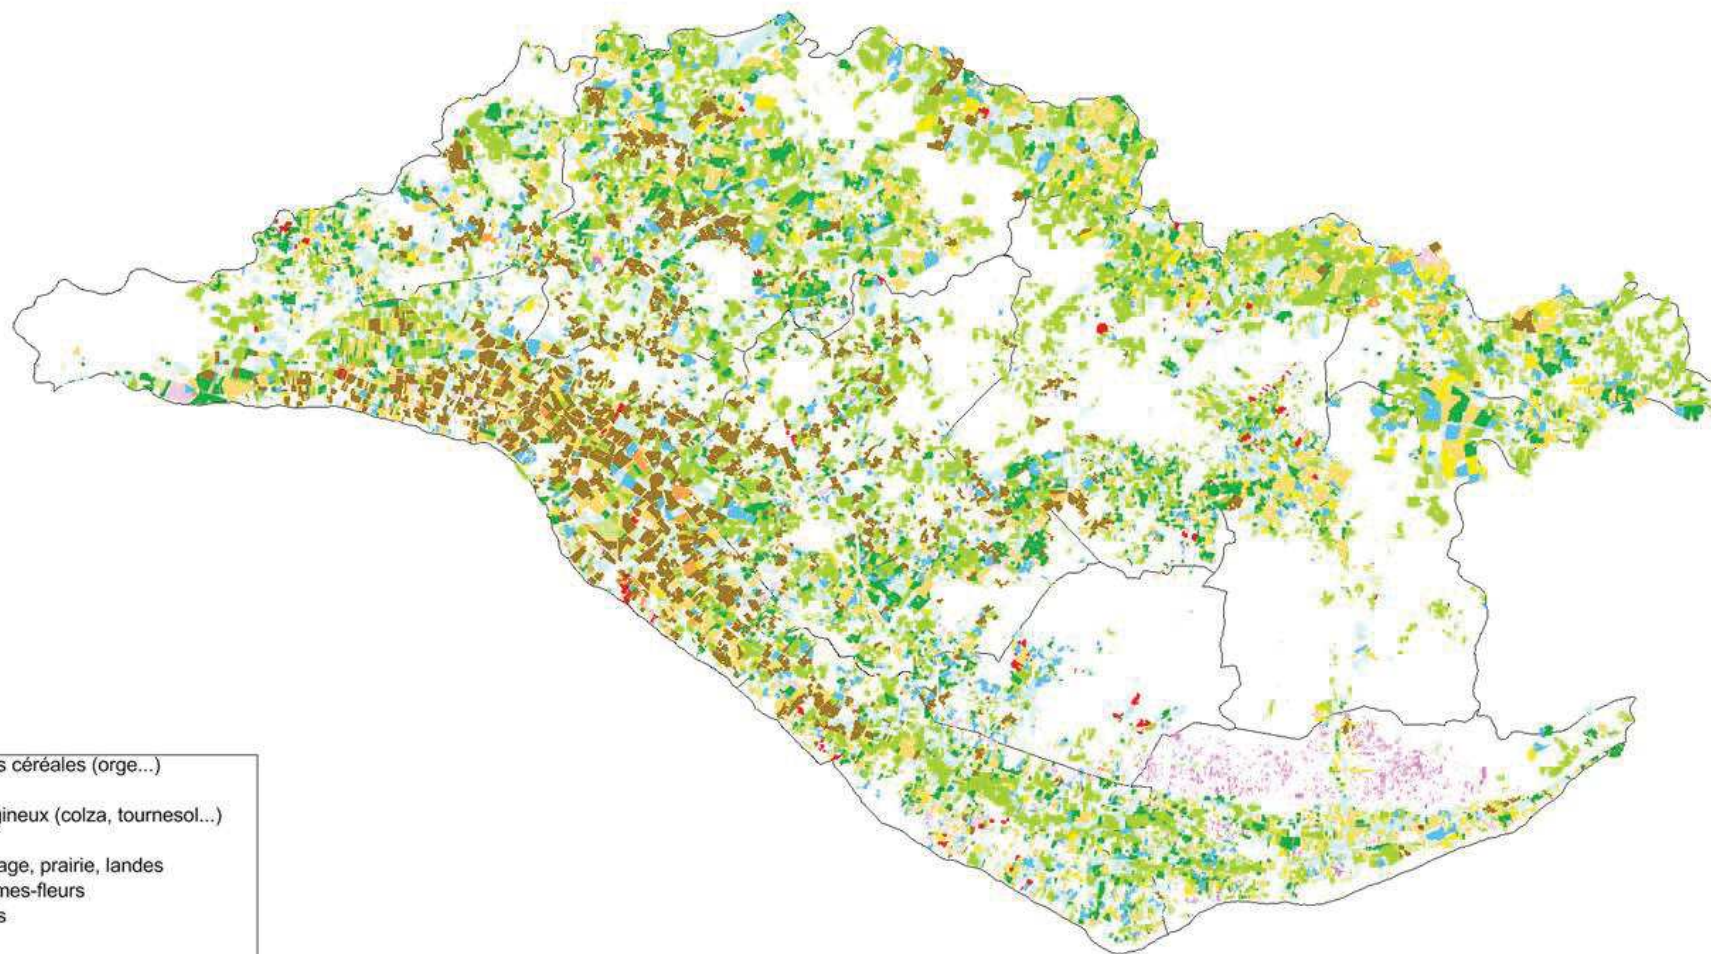 s céréales (orge...)
gineux (colza, tournesol...)
age, prairie, landes
mes-fleurs
s